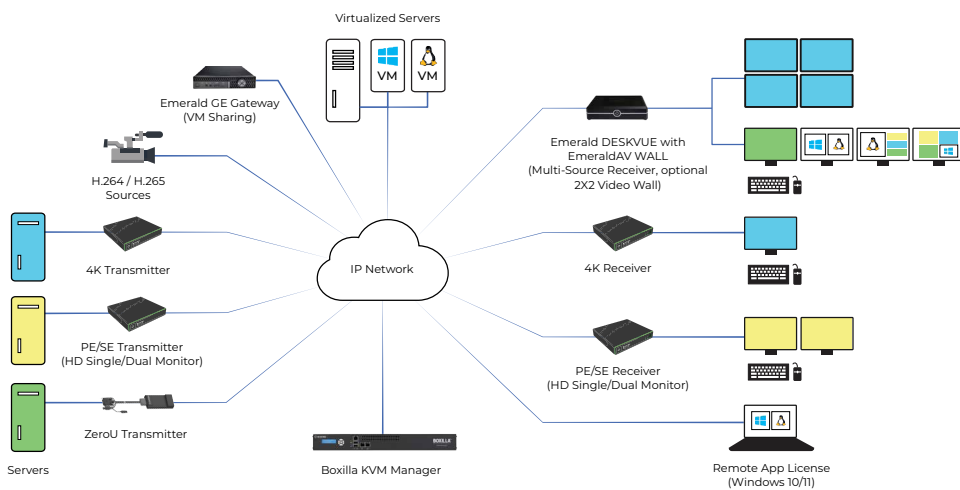 Virtualized Servers
VM
VM
Emerald GE Gateway
(VM Sharing)
H.264 / H.265
Sources
4K Transmitter
PE/SE Transmitter
(HD Single/Dual Monitor)
ZeroU Transmitter
Servers
IP Network
BOXILLA
Boxilla KVM Manager
Emerald DESKVUE with
EmeraldAV WALL
(Multi-Source Receiver, optional
2X2 Video Wall)
4K Receiver
PE/SE Receiver
(HD Single/Dual Monitor)
Remote App License
(Windows 10/11)